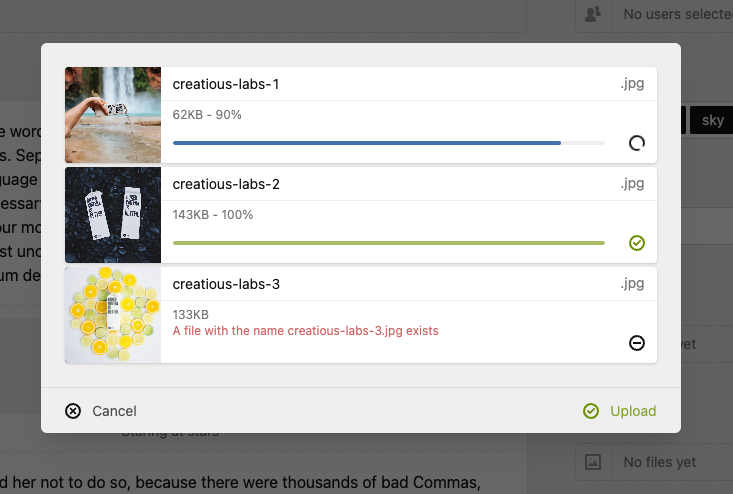 No users selecte
creatious-labs-1
.jpg
62KB - 90%
e word
sky
s. Sep
creatious-labs-2
.jpg
guage
143KB - 100%
essary
our mo
st und
um de
creatious-labs-3
.jpg
133KB
A file with the name creatious-labs-3.jpg exists
yet
Cancel
Upload
Staring at stars
No files yet
d her not to do so, because there were thousands of bad Commas,